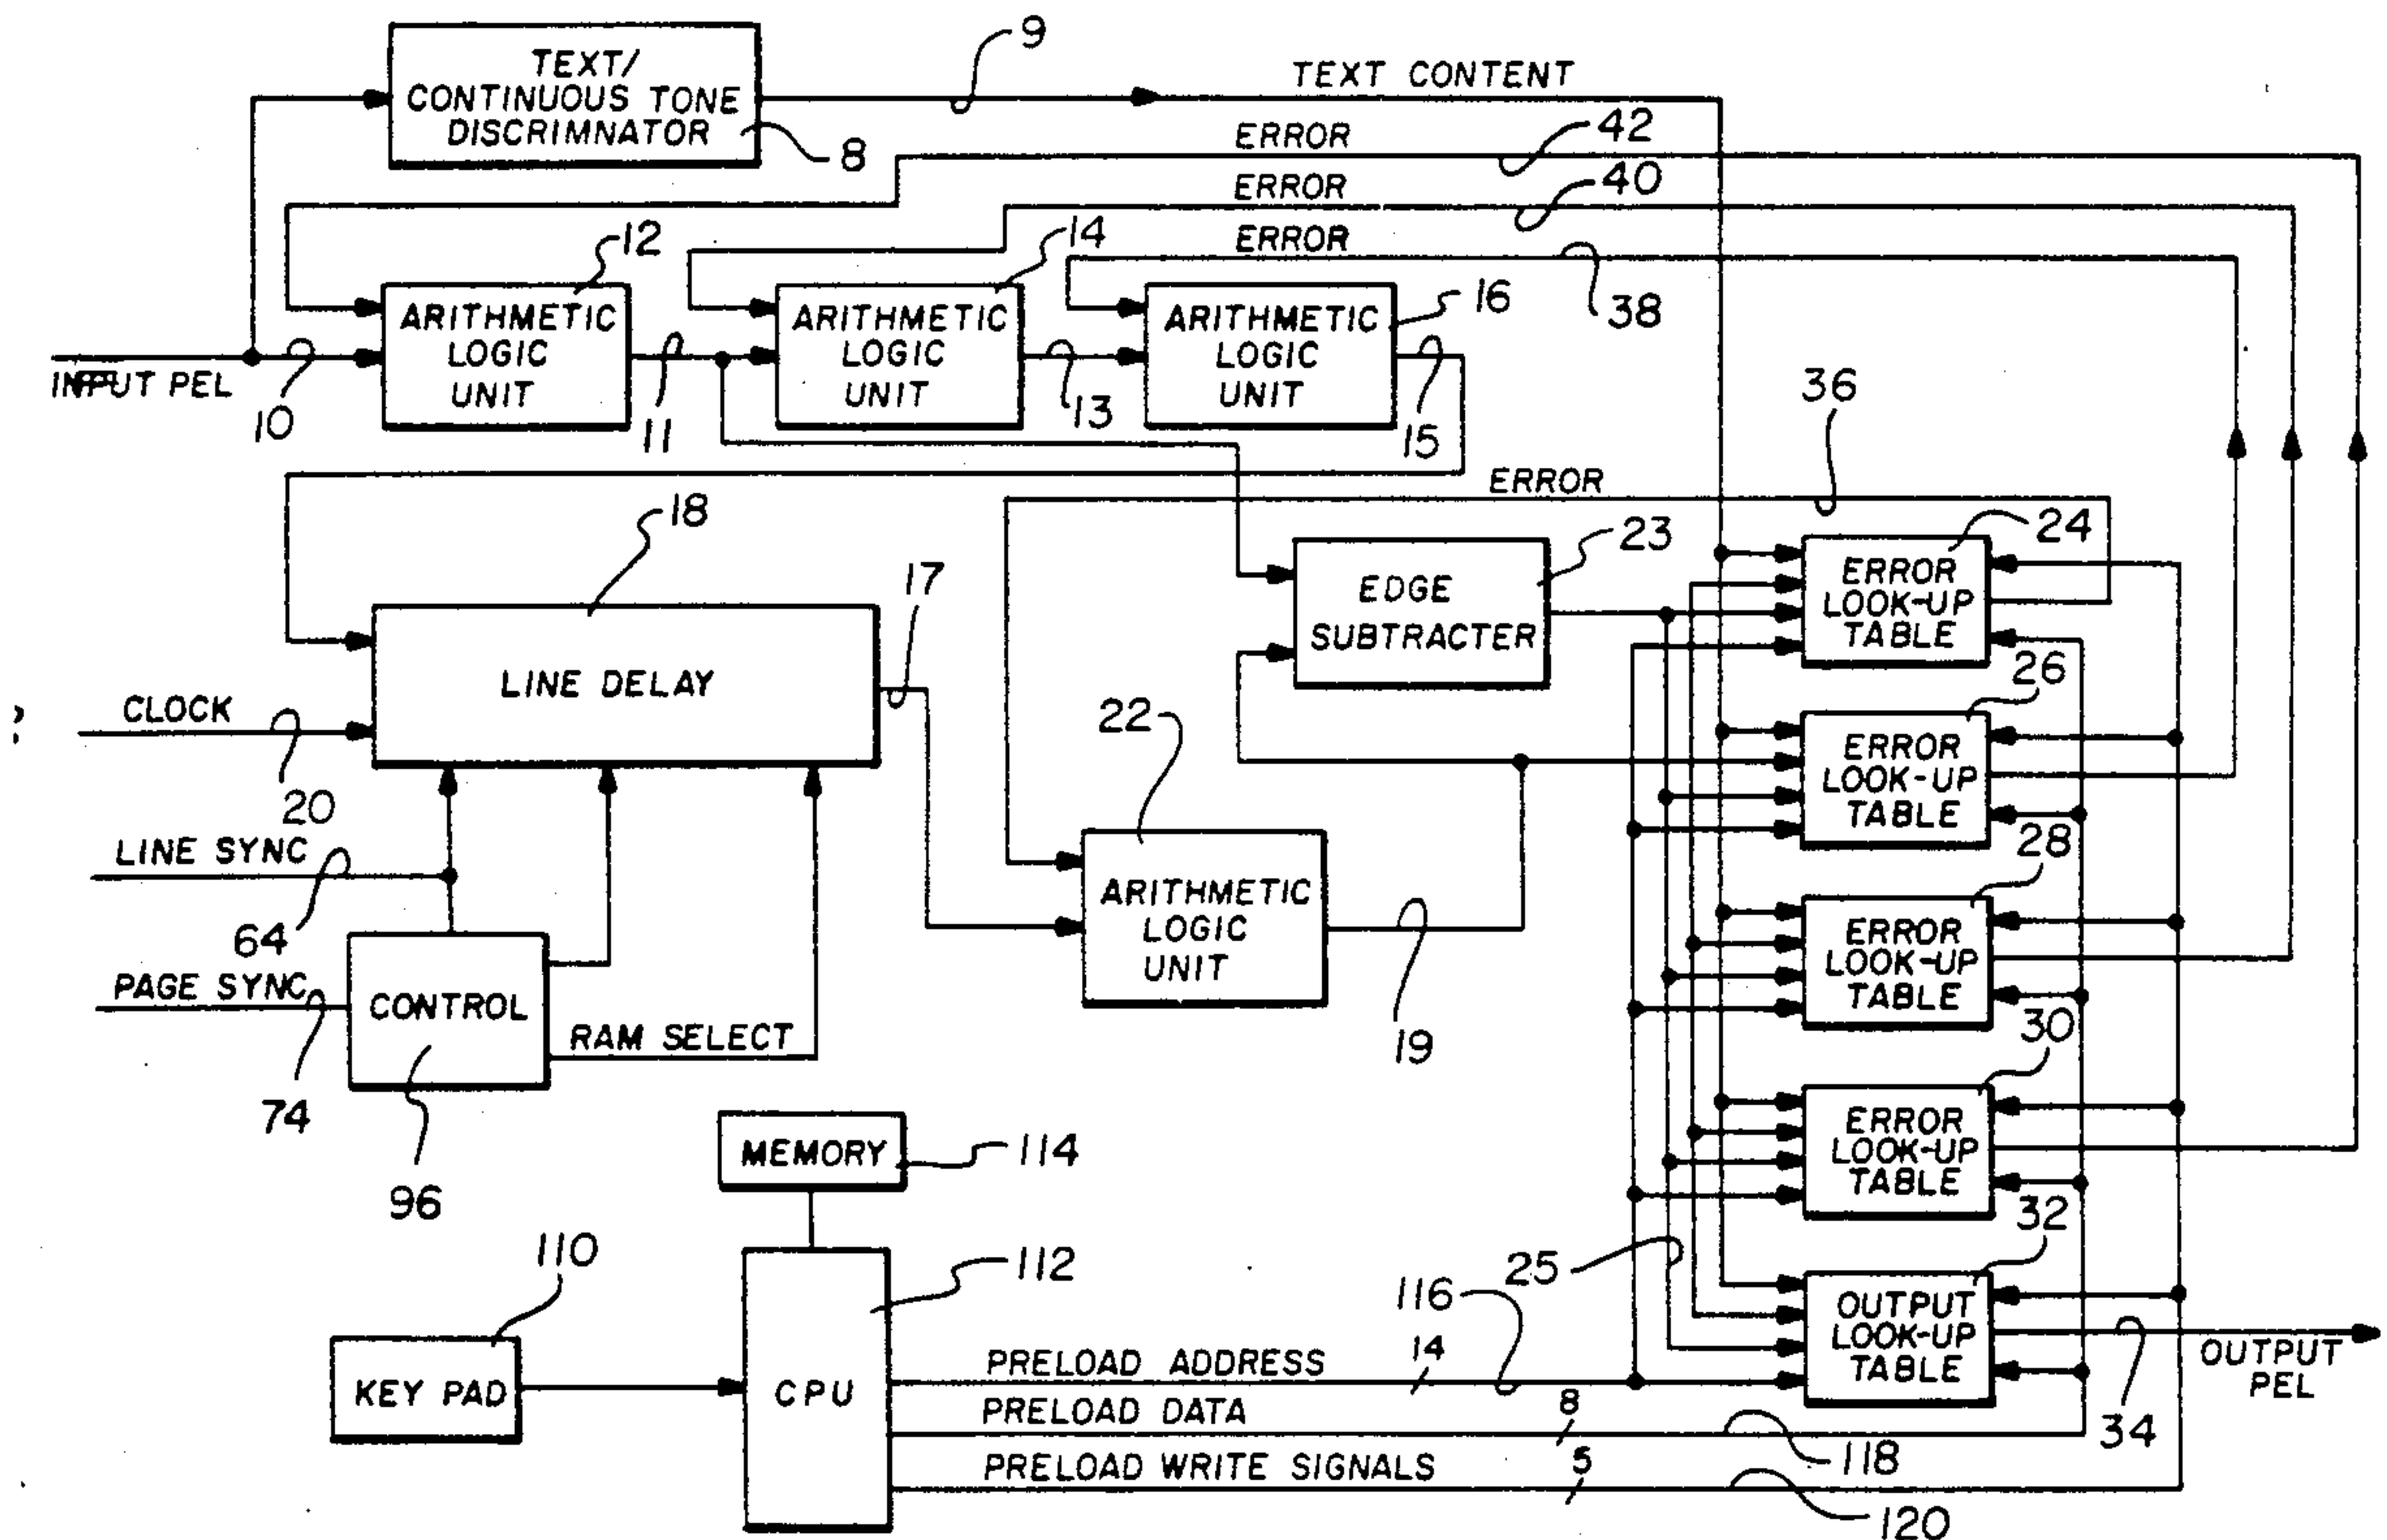 9
TEXT/
CONTINUOUS TONE
DISCRIMNATOR
8
TEXT CONTENT
ERROR
42
ERROR
40
ERROR
38
12
ARITHMETIC
LOGIC
UNIT
14
ARITHMETIC
LOGIC
UNIT
16
ARITHMETIC
LOGIC
UNIT
INPUT PEL
10
11
13
15
36
ERROR
18
LINE DELAY
17
23
EDGE
SUBTRACTER
24
ERROR
LOOK-UP
TABLE
26
ERROR
LOOK-UP
TABLE
CLOCK
20
22
ARITHMETIC
LOGIC
UNIT
19
LINE SYNC
64
PAGE SYNC
74
CONTROL
96
RAM SELECT
28
ERROR
LOOK-UP
TABLE
30
ERROR
LOOK-UP
TABLE
MEMORY
114
110
KEY PAD
112
CPU
25
32
OUTPUT
LOOK-UP
TABLE
116
PRELOAD ADDRESS
14
PRELOAD DATA
8
118
PRELOAD WRITE SIGNALS
5
120
34
OUTPUT
PEL